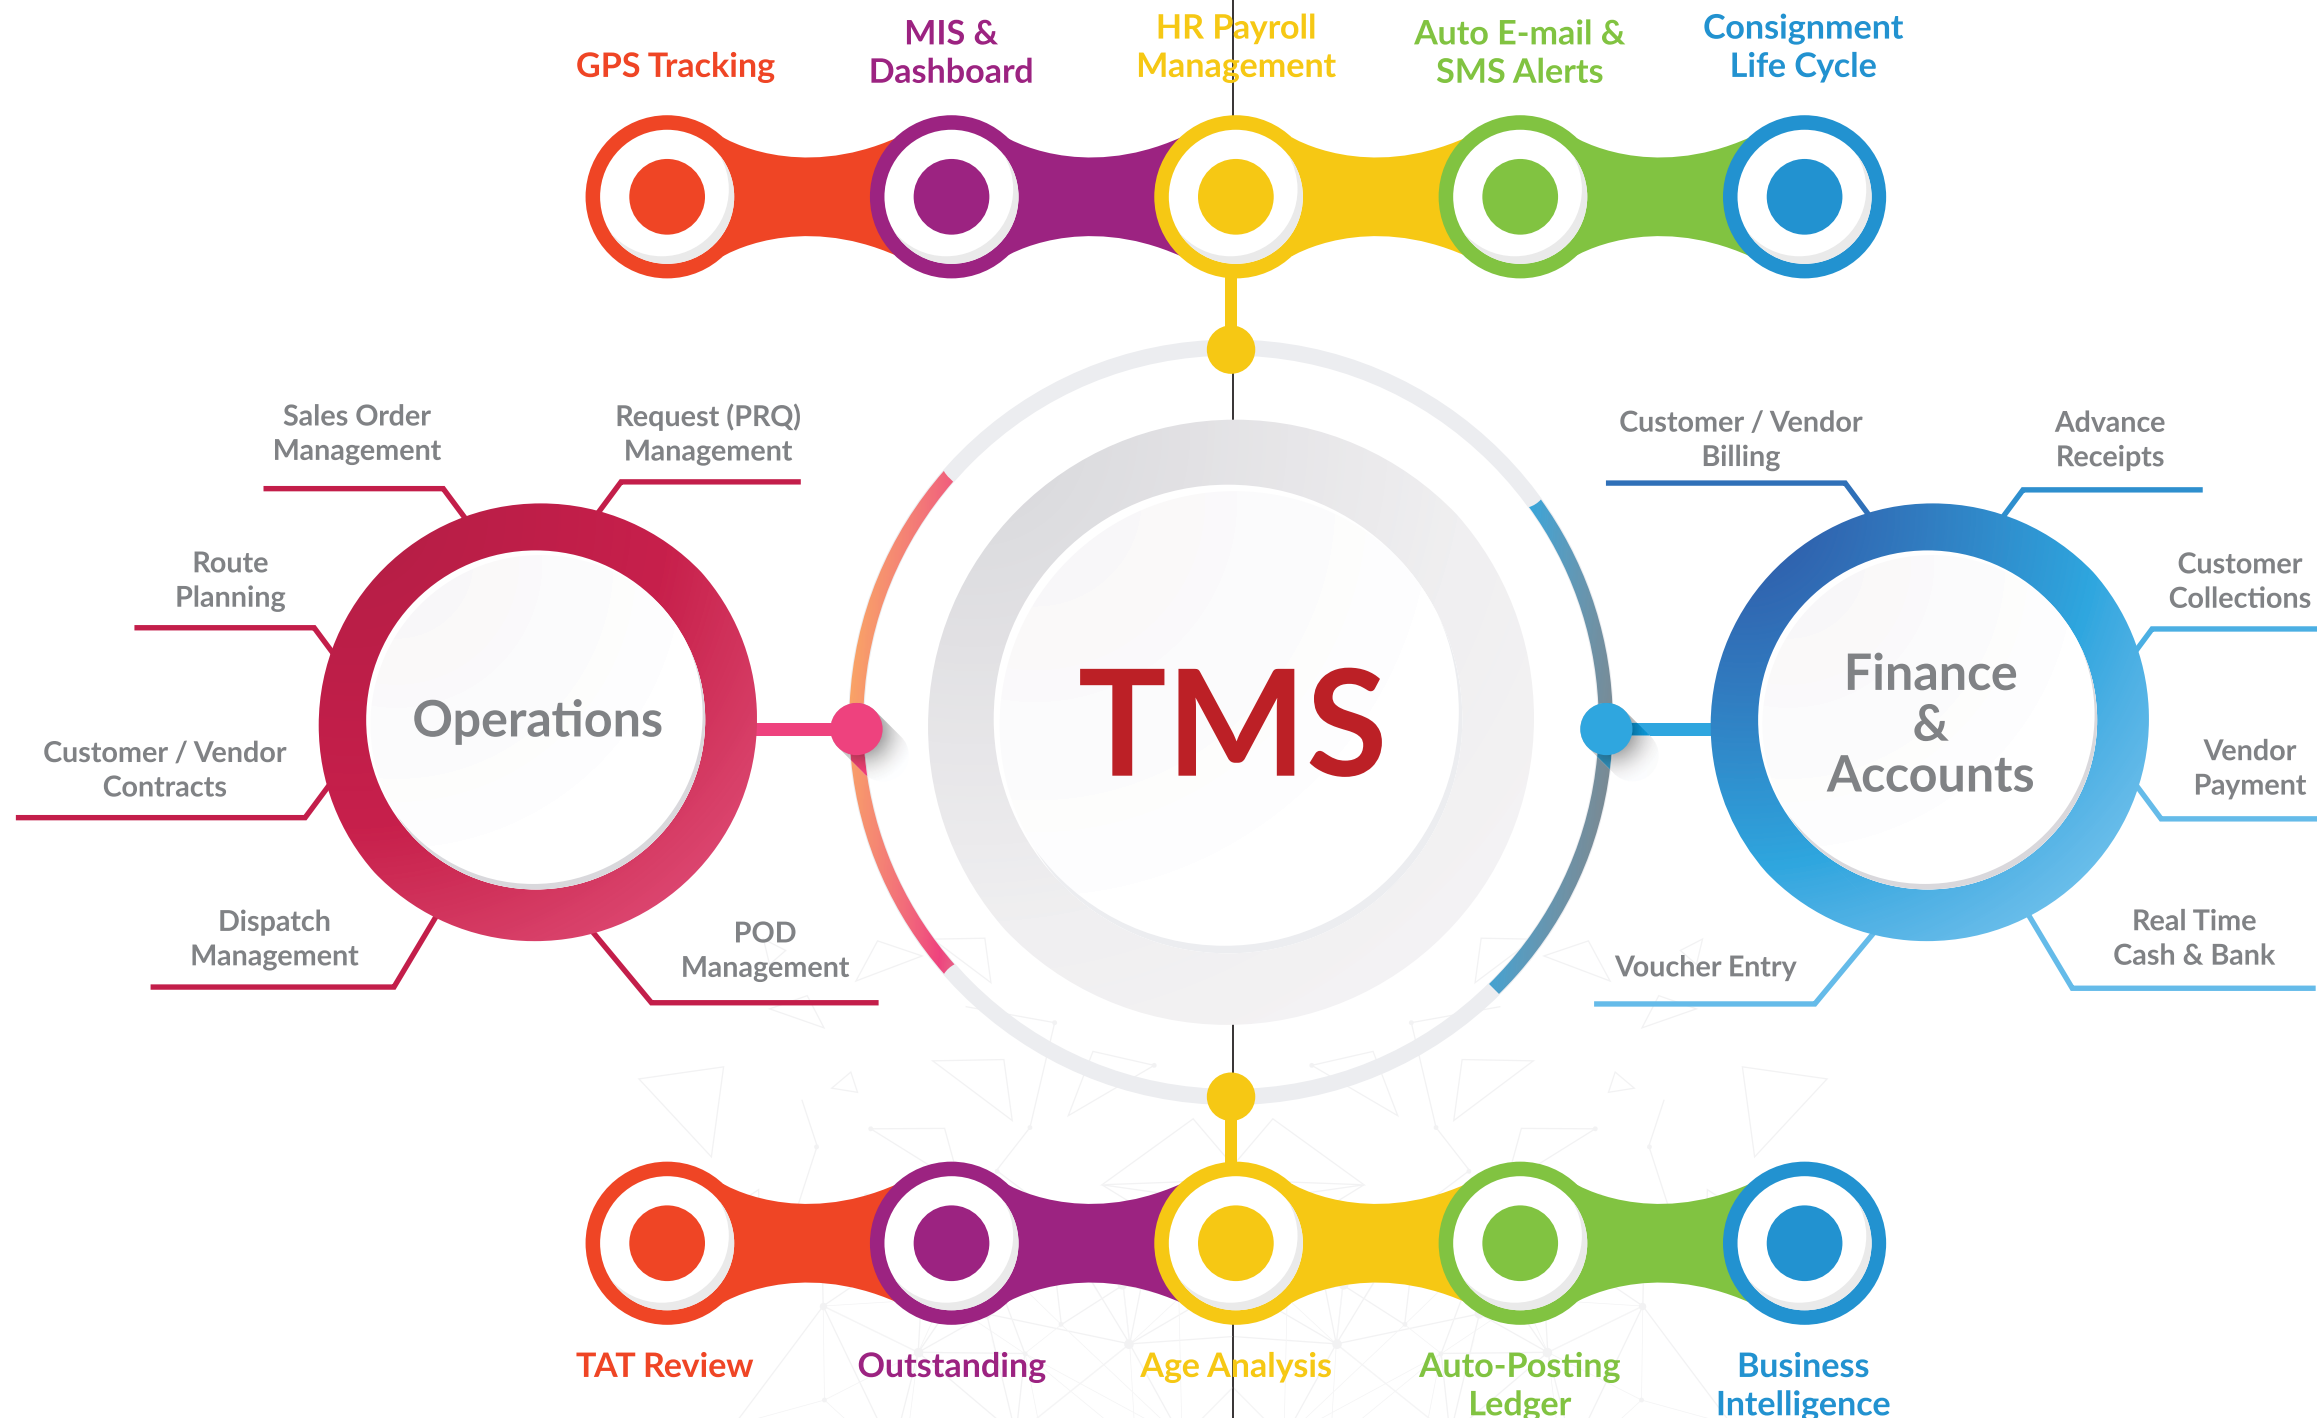 GPS Tracking
MIS &
Dashboard
HR Payroll
Management
Auto E-mail &
SMS Alerts
Consignment
Life Cycle
Sales Order
Management
Request (PRQ)
Management
Route
Planning
Customer / Vendor
Contracts
Dispatch
Management
POD
Management
Operations
TMS
Customer / Vendor
Billing
Advance
Receipts
Customer
Collections
Vendor
Payment
Real Time
Cash & Bank
Voucher Entry
Finance
&
Accounts
TAT Review
Outstanding
Age Analysis
Auto-Posting
Ledger
Business
Intelligence